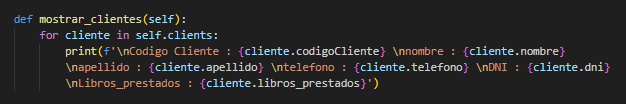 def mostrar_clientes(self):
for cliente in self.clientes:
print(f'\nCodigo Cliente : {cliente.codigoCliente} \nnombre : {cliente.nombre}
\napellido : {cliente.apellido} \ntelefono : {cliente.telefono} \nDNI : {cliente.dni}
\nLibros_prestados : {cliente.libros_prestados}')